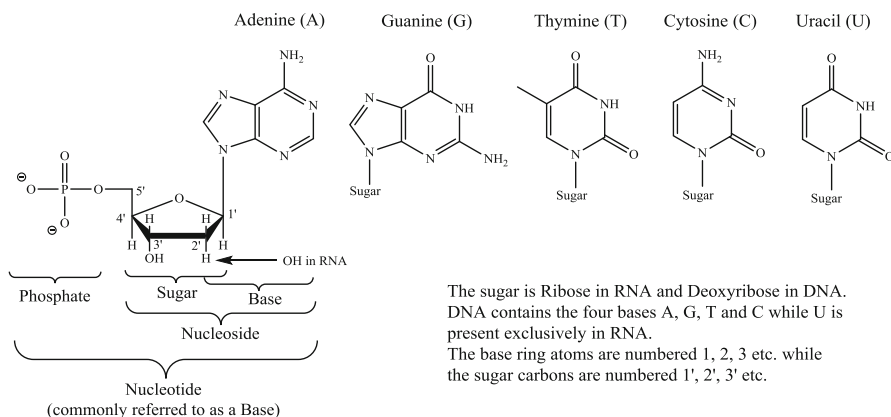 Adenine (A)
Guanine (G)
Thymine (T)
Cytosine (C)
Uracil (U)
NH₂
N
N
N
N
O
N
NH
N
N
NH₂
Sugar
O
NH
N
O
Sugar
NH₂
N
N
O
Sugar
O
NH
N
O
Sugar
⊖
O
O
P
O
O
⊖
5'
O
4'
1'
H
H
H
3'
2'
H
OH
H
OH in RNA
Phosphate
Sugar
Base
Nucleoside
Nucleotide
(commonly referred to as a Base)
The sugar is Ribose in RNA and Deoxyribose in DNA.
DNA contains the four bases A, G, T and C while U is
present exclusively in RNA.
The base ring atoms are numbered 1, 2, 3 etc. while
the sugar carbons are numbered 1', 2', 3' etc.